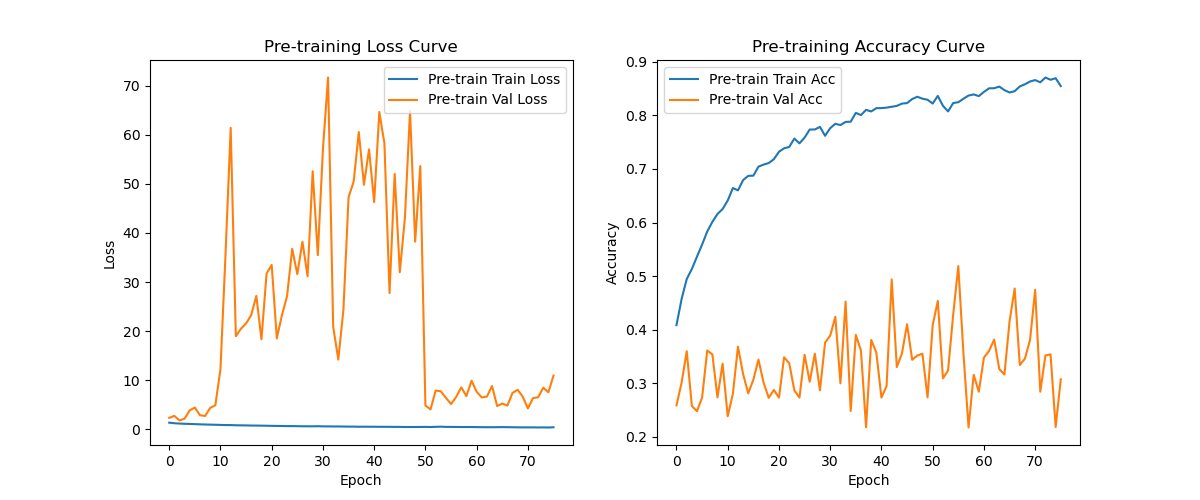 Pre-training Loss Curve
Pre-train Train Loss
Pre-train Val Loss
70
60
50
40
30
20
10
0
Loss
0 10 20 30 40 50 60 70
Epoch
Pre-training Accuracy Curve
Pre-train Train Acc
Pre-train Val Acc
0.9
0.8
0.7
0.6
0.5
0.4
0.3
0.2
Accuracy
0 10 20 30 40 50 60 70
Epoch